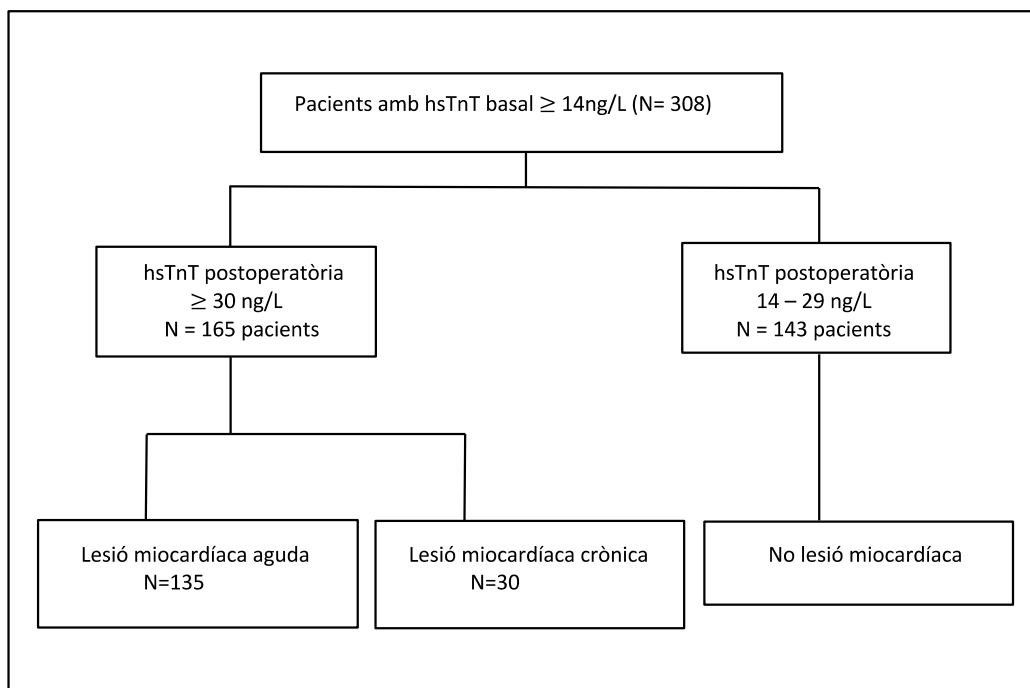 Pacients amb hsTnT basal ≥ 14ng/L (N= 308)
hsTnT postoperatòria
≥ 30 ng/L
N = 165 pacients
hsTnT postoperatòria
14 – 29 ng/L
N = 143 pacients
Lesió miocardíaca aguda
N=135
Lesió miocardíaca crònica
N=30
No lesió miocardíaca